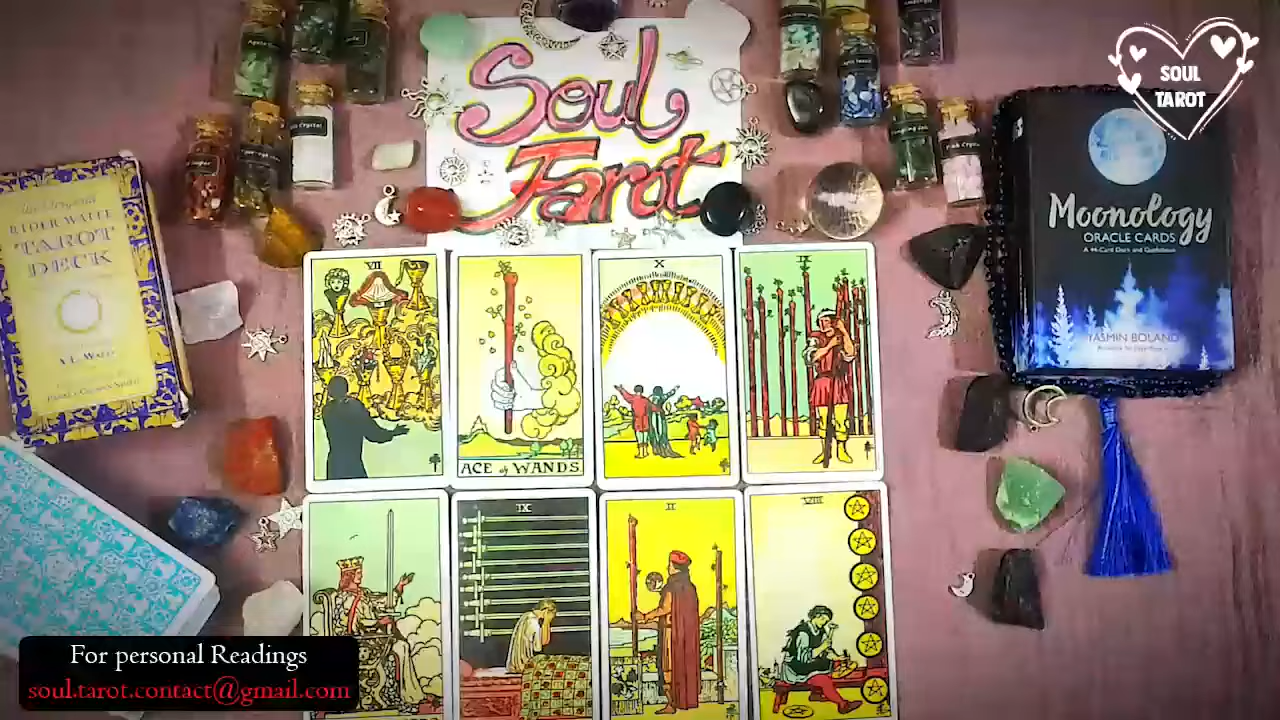 Soul
Tarot
SOUL
TAROT
RIDER WAITE
TAROT
DECK
Moonology
ORACLE CARDS
YASMIN BOLAND
VII
X
IX
ACE of WANDS.
IX
II
VIII
For personal Readings
soul.tarot.contact@gmail.com